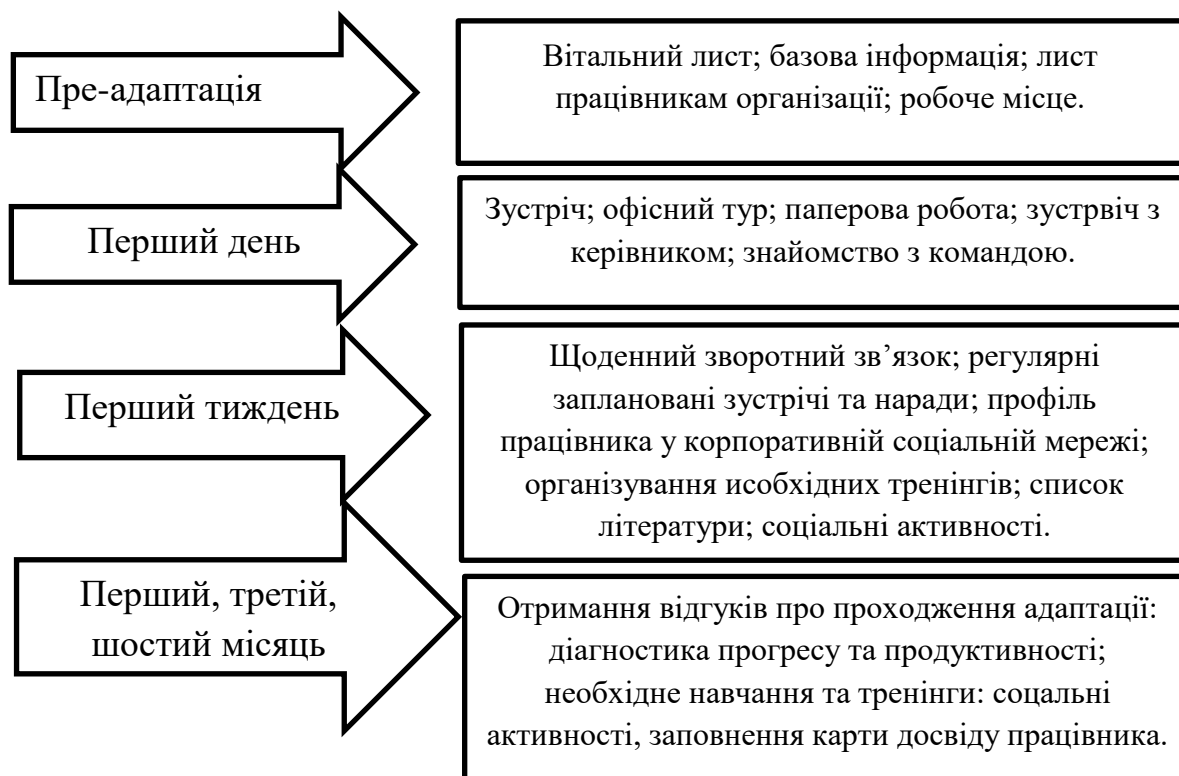 Пре-адаптація
Вітальний лист; базова інформація; лист
працівникам організації; робоче місце.
Перший день
Зустріч; офісний тур; паперова робота; зустрвіч з
керівником; знайомство з командою.
Перший тиждень
Щоденний зворотний зв’язок; регулярні
заплановані зустрічі та наради; профіль
працівника у корпоративній соціальній мережі;
організування исобхідних тренінгів; список
літератури; соціальні активності.
Перший, третій,
шостий місяць
Отримання відгуків про проходження адаптації:
діагностика прогресу та продуктивності;
необхідне навчання та тренінги: соцальні
активності, заповнення карти досвіду працівника.